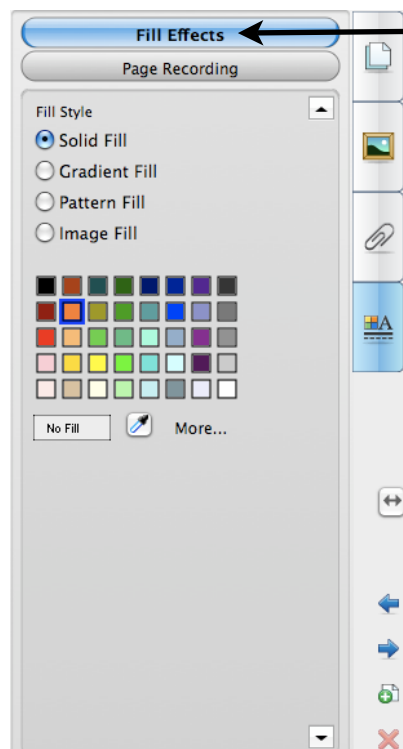 Fill Effects
Page Recording
Fill Style
Solid Fill
Gradient Fill
Pattern Fill
Image Fill
No Fill More...
A